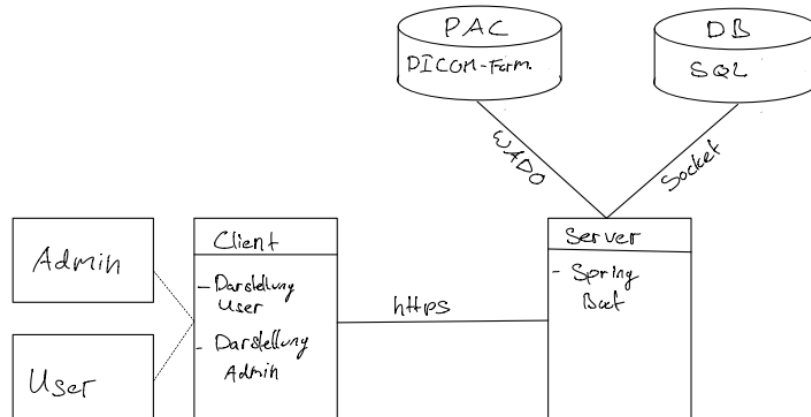 PAC
DICOM-Form.
DB
SQL
WADO
Socket
Admin
User
Client
- Darstellung
User
- Darstellung
Admin
https
Server
- Spring
Boot